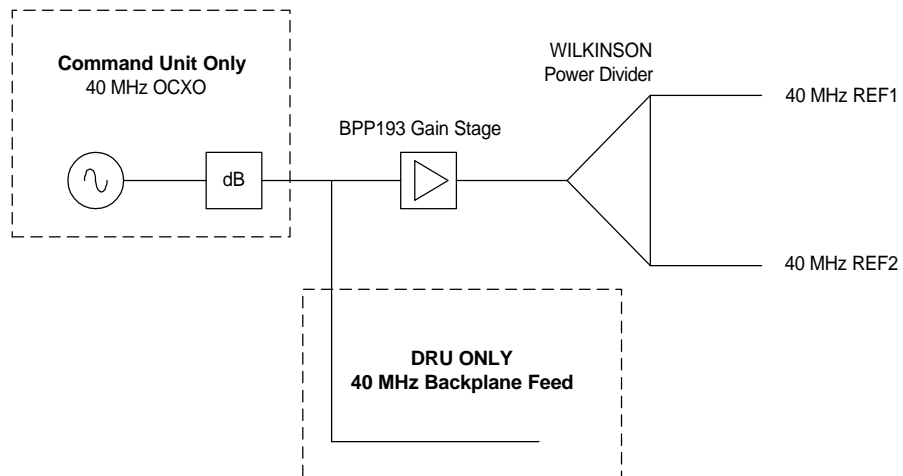 Command Unit Only
40 MHz OCXO
dB
BPP193 Gain Stage
WILKINSON
Power Divider
40 MHz REF1
40 MHz REF2
DRU ONLY
40 MHz Backplane Feed